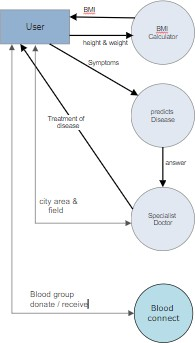 BMI
User
BMI
Calculator
height & weight
Symptoms
predicts
Disease
Treatment of
disease
answer
Specialist
Doctor
city area &
field
Blood group
donate / receive
Blood
connect